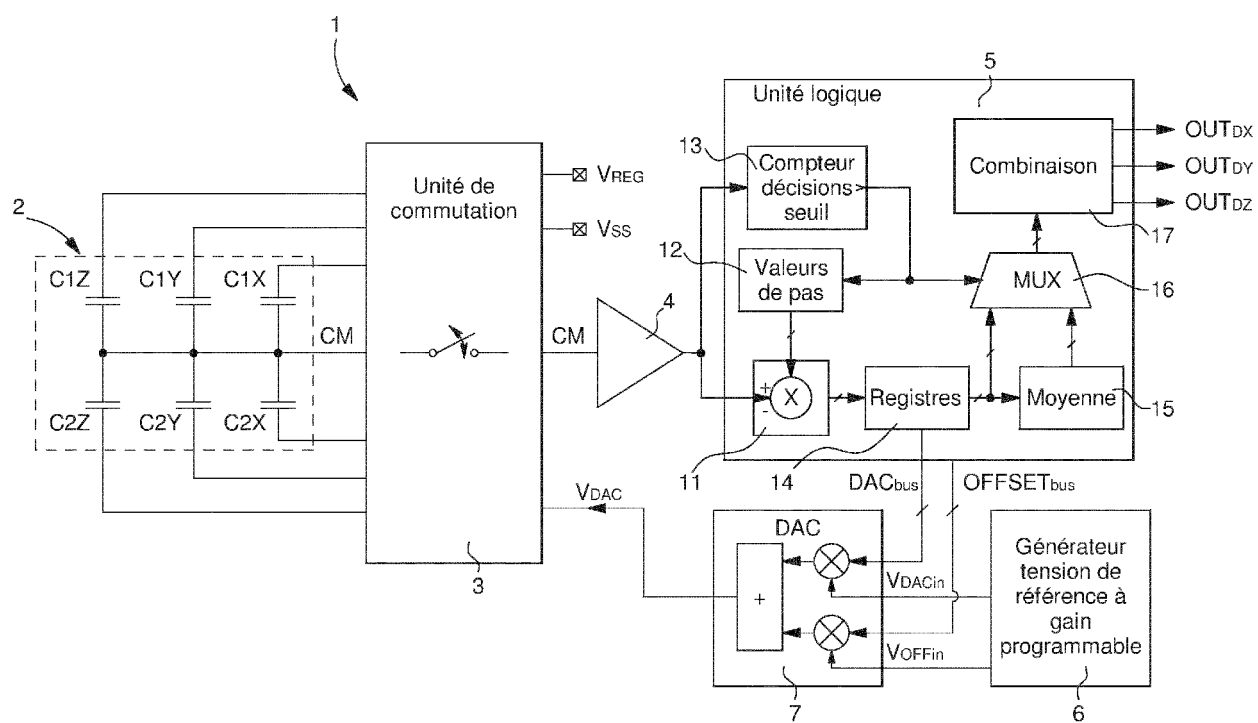 1
5
Unité logique
13
Compteur
décisions
seuil
Combinaison
OUTDX
OUTDY
OUTDZ
17
2
Unité de
commutation
VREG
VSS
12
Valeurs
de pas
MUX
16
C1Z
C1Y
C1X
CM
CM
4
+
-
X
Registres
Moyenne
15
C2Z
C2Y
C2X
11
14
DACbus
OFFSETbus
VDAC
3
DAC
+
VDACin
VOFFin
7
Générateur
tension de
référence à
gain
programmable
6